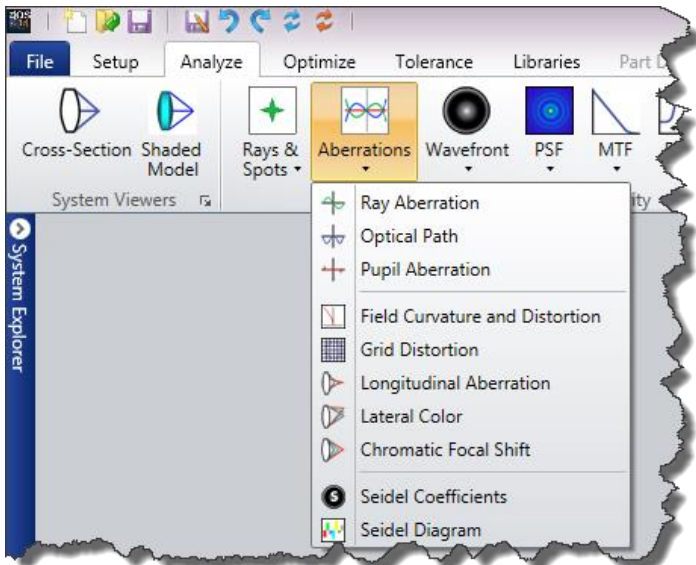 File Setup Analyze Optimize Tolerance Libraries Part
Cross-Section Shaded Model Rays & Spots Aberrations Wavefront PSF MTF
System Viewers
System Explorer
Ray Aberration
Optical Path
Pupil Aberration
Field Curvature and Distortion
Grid Distortion
Longitudinal Aberration
Lateral Color
Chromatic Focal Shift
S Seidel Coefficients
Seidel Diagram